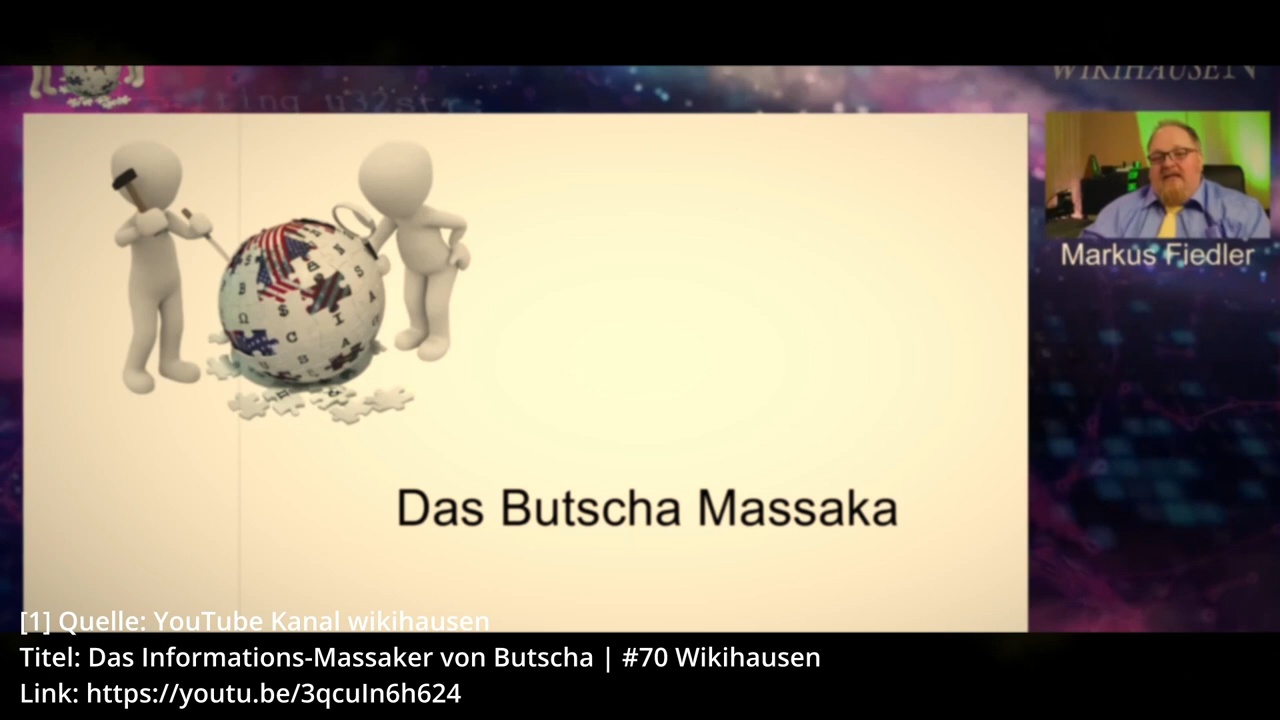 WIKIHAUSEN
Markus Fiedler
Das Butscha Massaka
[1] Quelle: YouTube Kanal wikihausen
Titel: Das Informations-Massaker von Butscha | #70 Wikihausen
Link: https://youtu.be/3qcuIn6h624